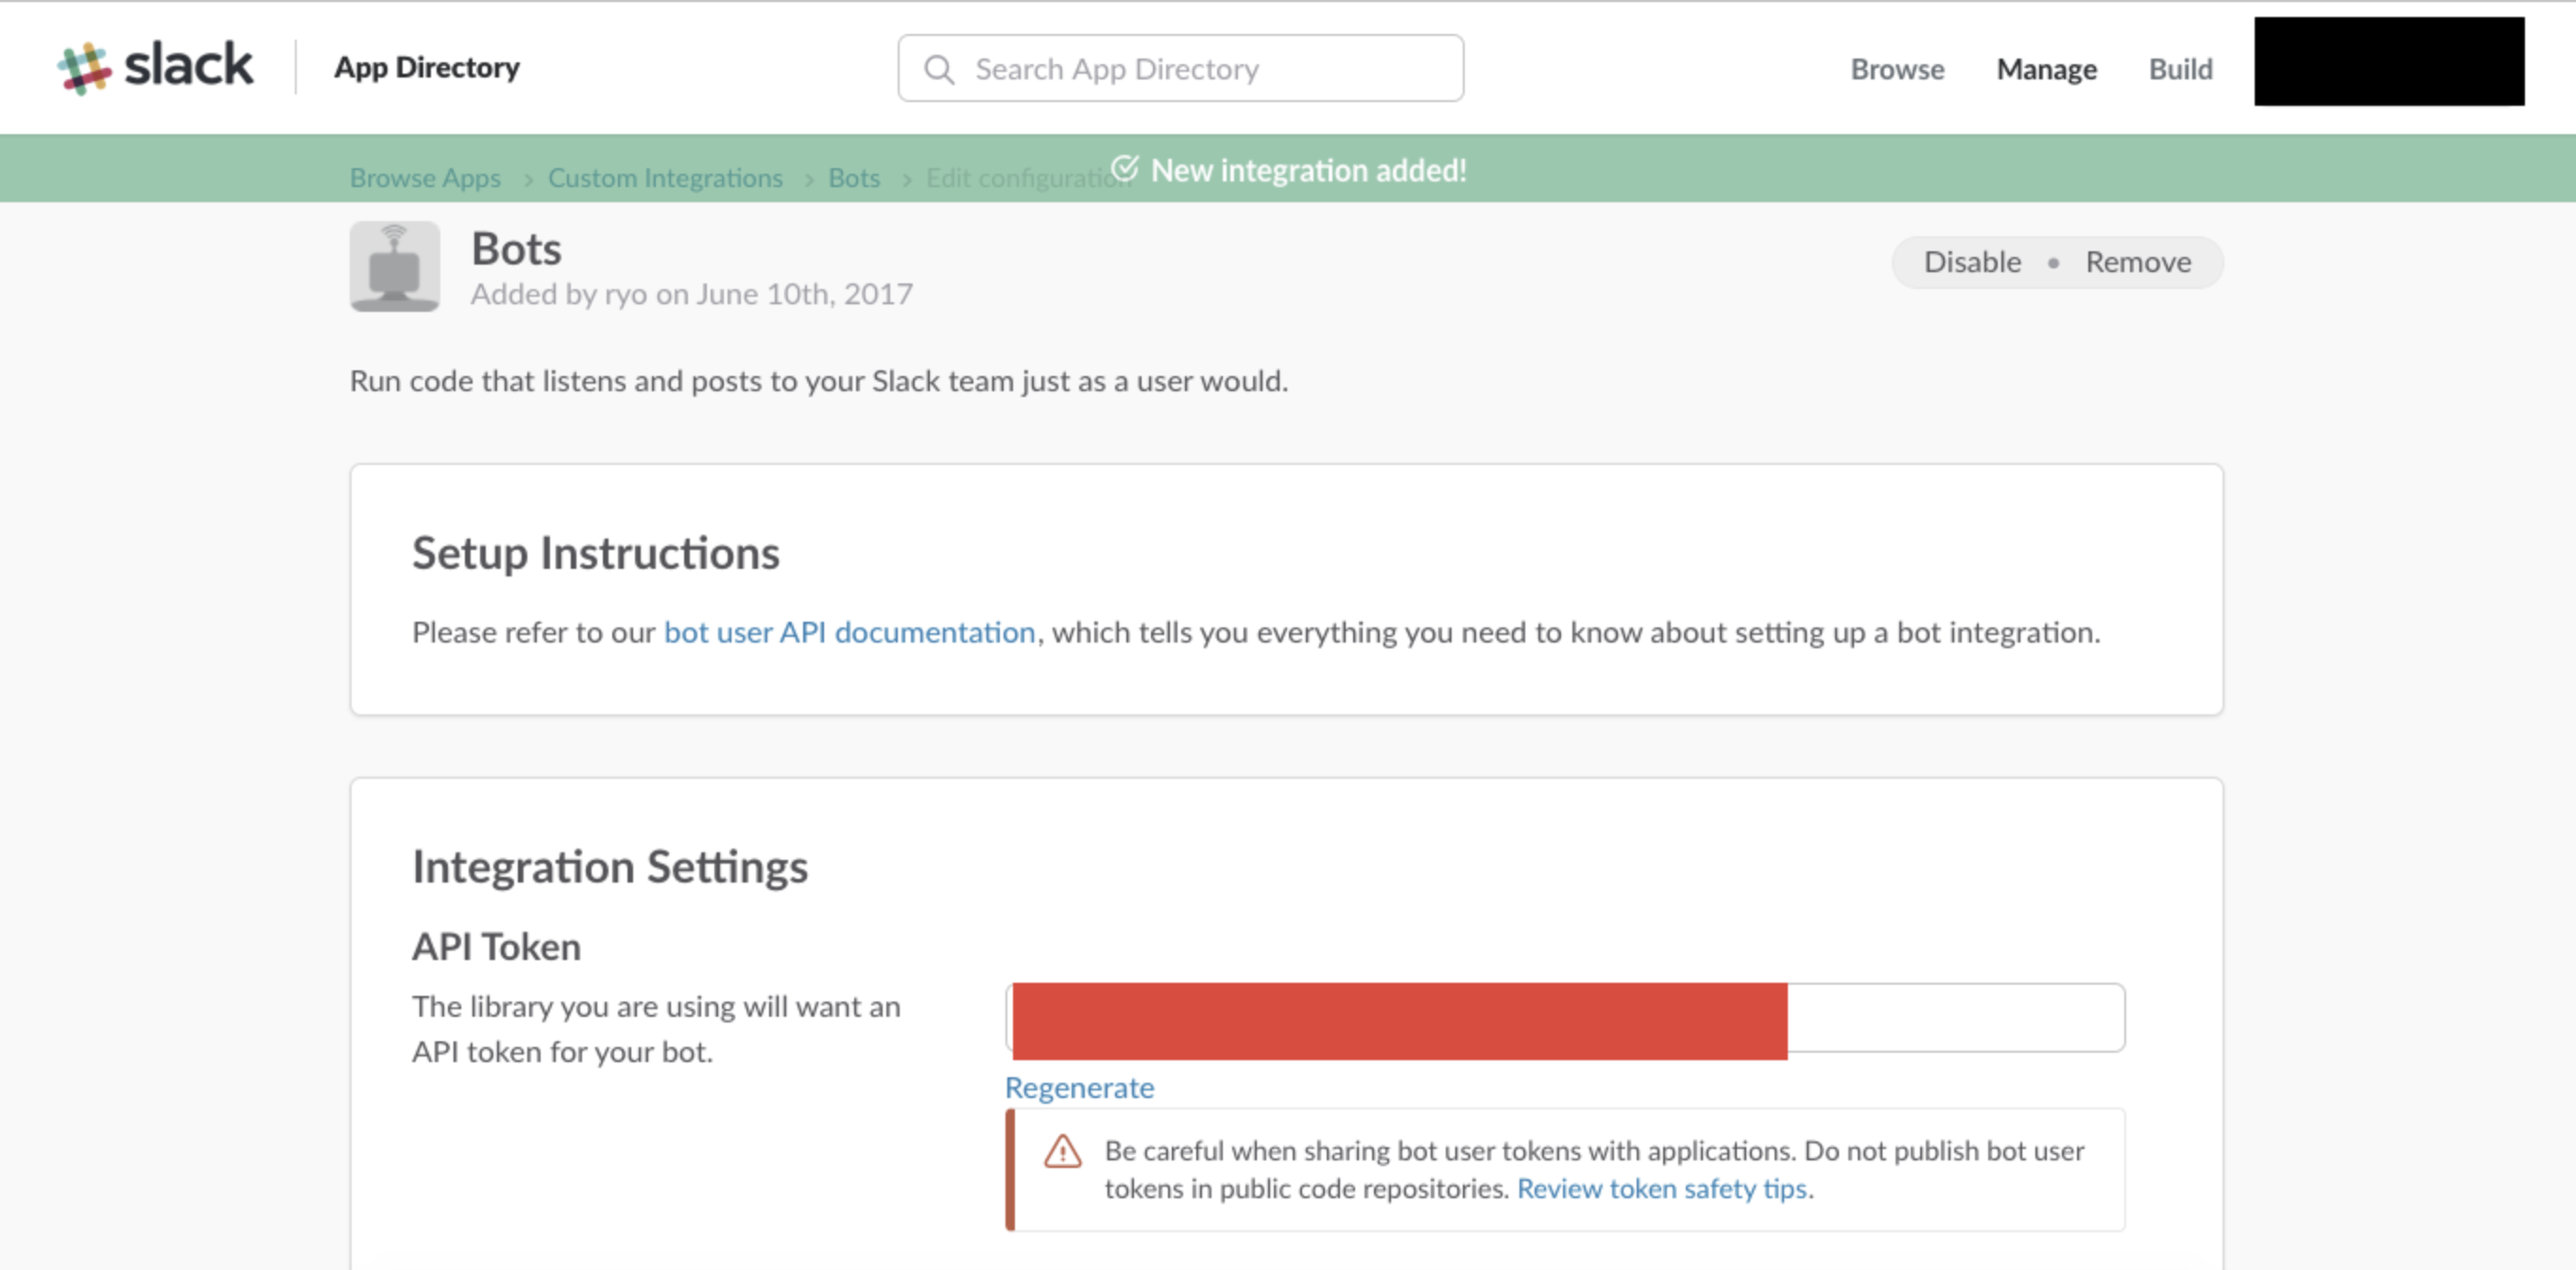 slack App Directory Search App Directory Browse Manage Build
Browse Apps > Custom Integrations > Bots > Edit configuration New integration added!
Bots
Added by ryo on June 10th, 2017
Disable • Remove
Run code that listens and posts to your Slack team just as a user would.
Setup Instructions
Please refer to our bot user API documentation, which tells you everything you need to know about setting up a bot integration.
Integration Settings
API Token
The library you are using will want an
API token for your bot.
Regenerate
Be careful when sharing bot user tokens with applications. Do not publish bot user
tokens in public code repositories. Review token safety tips.